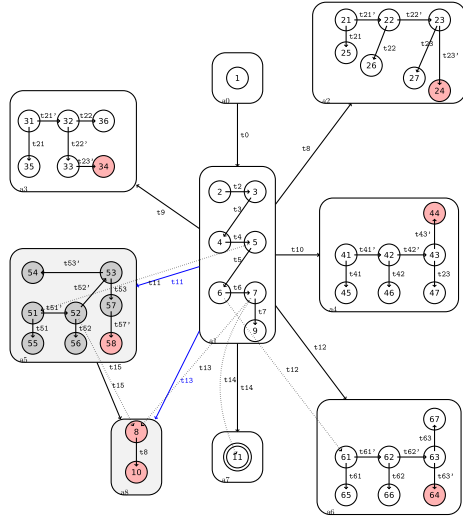 21 t21' 22 t22' 23
t21 t22 t23 t23'
25 26 27 24
a2
1
a0
t0
t8
31 t21' 32 t22 36
t21 t22'
35 33 t23' 34
a3
t9
2 t2 3
t3
4 t4 5
t5
6 t6 7
t7
9
a1
t10
44
t43'
41 t41' 42 t42' 43
t41 t42 t23
45 46 47
a4
54 t53' 53
t52' t53
51 t51' 52 57
t51 t52 t57'
55 56 58
a5
t11 t11
t13 t13
t12 t12
t14 t14
t15
t15
8
t8
10
a8
11
a7
67
t63
61 t61' 62 t62' 63
t61 t62 t63'
65 66 64
a6